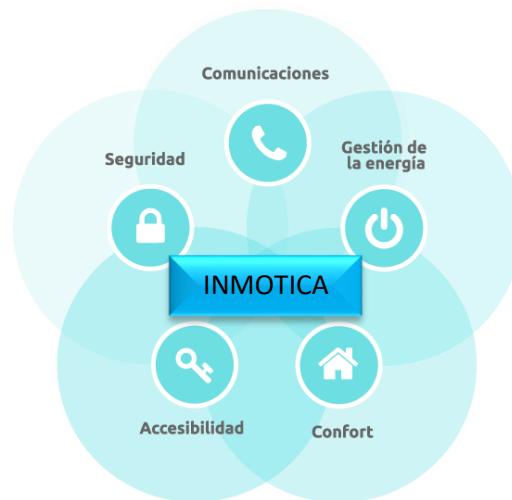 Comunicaciones
Seguridad
Gestión de
la energía
INMOTICA
Accesibilidad
Confort